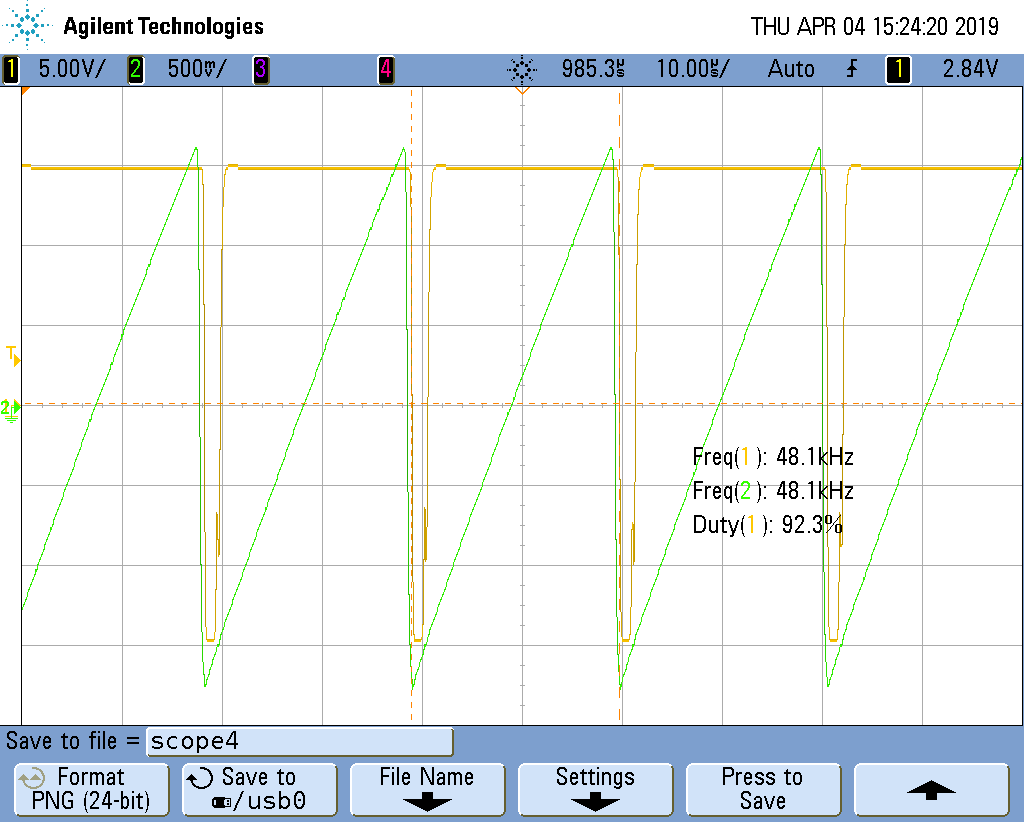 Agilent Technologies THU APR 04 15:24:20 2019
1 5.00V/ 2 500mV/ 3 4 985.3µs 10.00µs/ Auto 1 2.84V
T
2
Freq(1): 48.1kHz
Freq(2): 48.1kHz
Duty(1): 92.3%
Save to file = scope4
Format Save to File Name Settings Press to
PNG (24-bit) /usb0 Save